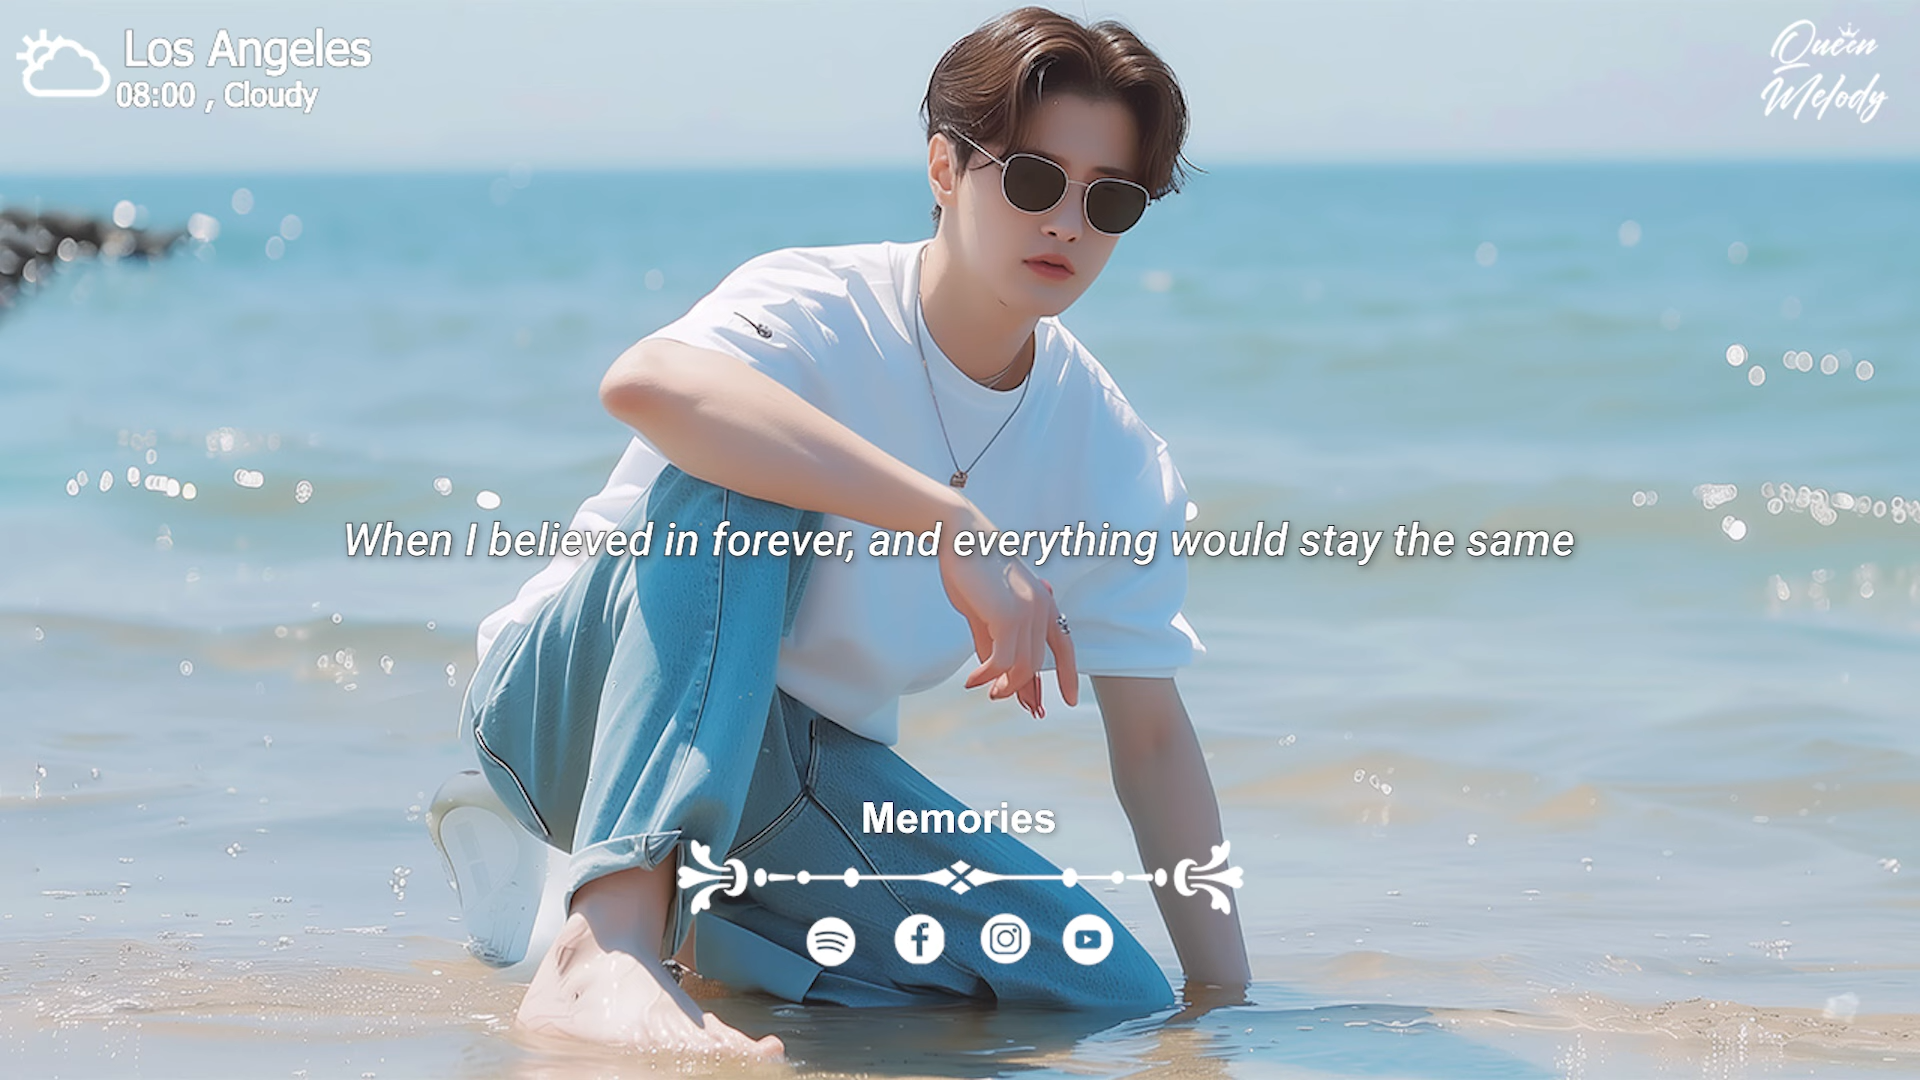 Los Angeles
08:00 , Cloudy
Queen
Melody
When I believed in forever, and everything would stay the same
Memories